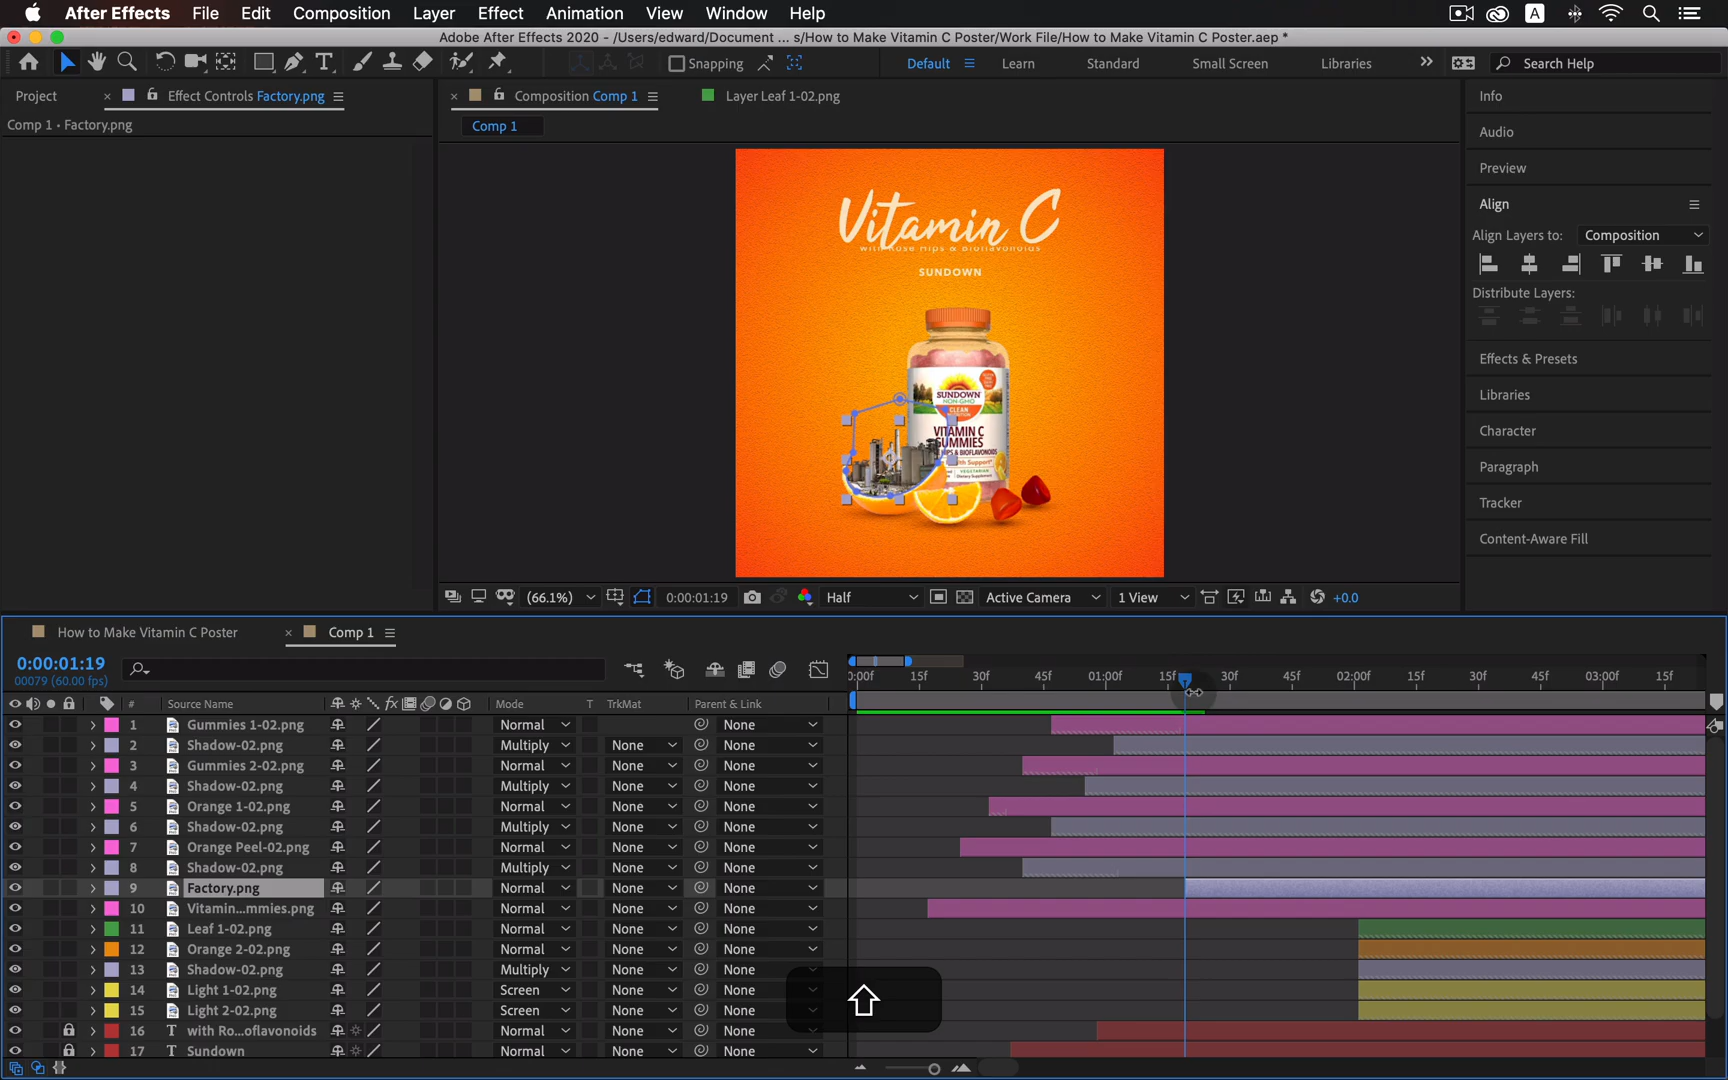 After Effects File Edit Composition Layer Effect Animation View Window Help A
Adobe After Effects 2020 - /Users/edward/Document ... s/How to Make Vitamin C Poster/Work File/How to Make Vitamin C Poster.aep *
Snapping Default Learn Standard Small Screen Libraries Search Help
Project Effect Controls Factory.png Composition Comp 1 Layer Leaf 1-02.png Info
Comp 1 • Factory.png
Comp 1
Audio
Preview
Align
Align Layers to: Composition
Distribute Layers:
Effects & Presets
Libraries
Character
Paragraph
Tracker
Content-Aware Fill
Vitamin C
with Rose Hips & Bioflavonoids
SUNDOWN
SUNDOWN
NON-GMO
CLEAN
NUTRITION
VITAMIN C
GUMMIES
(66.1%) 0:00:01:19 Half Active Camera 1 View +0.0
How to Make Vitamin C Poster Comp 1
0:00:01:19
00079 (60.00 fps)
0:00f 15f 30f 45f 01:00f 15f 30f 45f 02:00f 15f 30f 45f 03:00f 15f
# Source Name fx Mode T TrkMat Parent & Link
1 Gummies 1-02.png Normal None
2 Shadow-02.png Multiply None None
3 Gummies 2-02.png Normal None None
4 Shadow-02.png Multiply None None
5 Orange 1-02.png Normal None None
6 Shadow-02.png Multiply None None
7 Orange Peel-02.png Normal None None
8 Shadow-02.png Multiply None None
9 Factory.png Normal None None
10 Vitamin...mmies.png Normal None None
11 Leaf 1-02.png Normal None None
12 Orange 2-02.png Normal None None
13 Shadow-02.png Multiply None None
14 Light 1-02.png Screen None None
15 Light 2-02.png Screen None None
16 T with Ro...oflavonoids Normal None None
17 T Sundown Normal None None